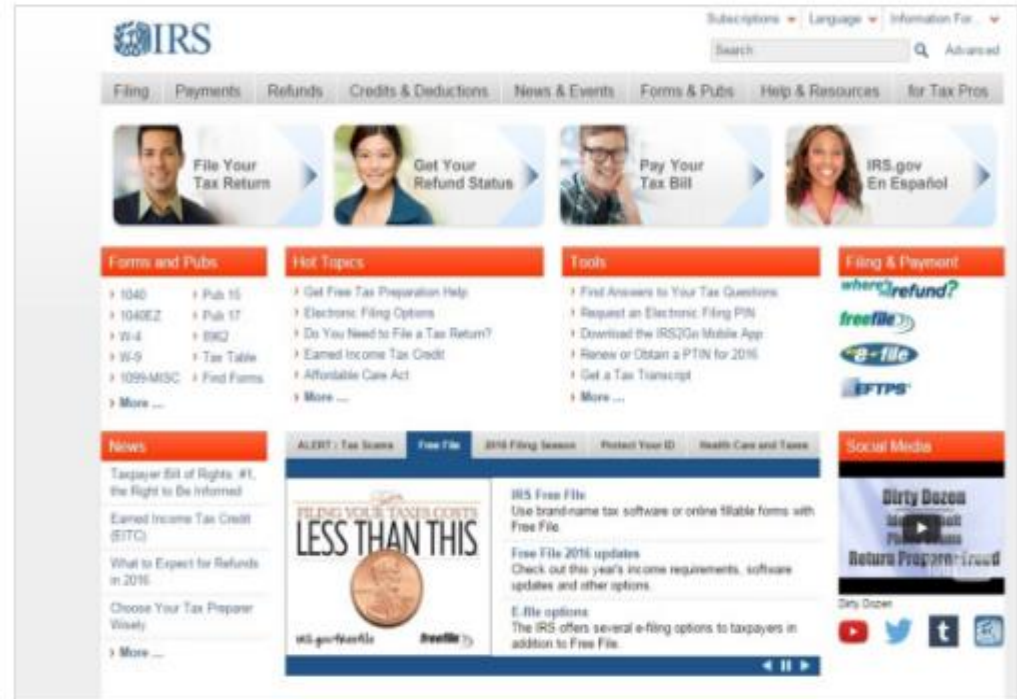 Subscriptions Language Information For...
IRS
Search Advanced
Filing Payments Refunds Credits & Deductions News & Events Forms & Pubs Help & Resources for Tax Pros
File Your
Tax Return
Get Your
Refund Status
Pay Your
Tax Bill
IRS.gov
En Español
Forms and Pubs
1040
1040EZ
W-4
W-9
1099-MISC
Pub 15
Pub 17
8962
Tax Table
Find Forms
More ...
Hot Topics
Get Free Tax Preparation Help
Electronic Filing Options
Do You Need to File a Tax Return?
Earned Income Tax Credit
Affordable Care Act
More ...
Tools
Find Answers to Your Tax Questions
Request an Electronic Filing PIN
Download the IRS2Go Mobile App
Renew or Obtain a PTIN for 2016
Get a Tax Transcript
More ...
Filing & Payment
where's my refund?
freefile
e-file
EFTPS
News
Taxpayer Bill of Rights: #1,
the Right to Be Informed
Earned Income Tax Credit
(EITC)
What to Expect for Refunds
in 2016
Choose Your Tax Preparer
Wisely
More ...
ALERT : Tax Scams Free File 2016 Filing Season Protect Your ID Health Care and Taxes
FILING YOUR TAXES COSTS
LESS THAN THIS
irs.gov/freefile freefile
IRS Free File
Use brand-name tax software or online fillable forms with
Free File.
Free File 2016 updates
Check out this year's income requirements, software
updates and other options.
E-file options
The IRS offers several e-filing options to taxpayers in
addition to Free File.
Social Media
Dirty Dozen
Return Preparer Fraud
Dirty Dozen